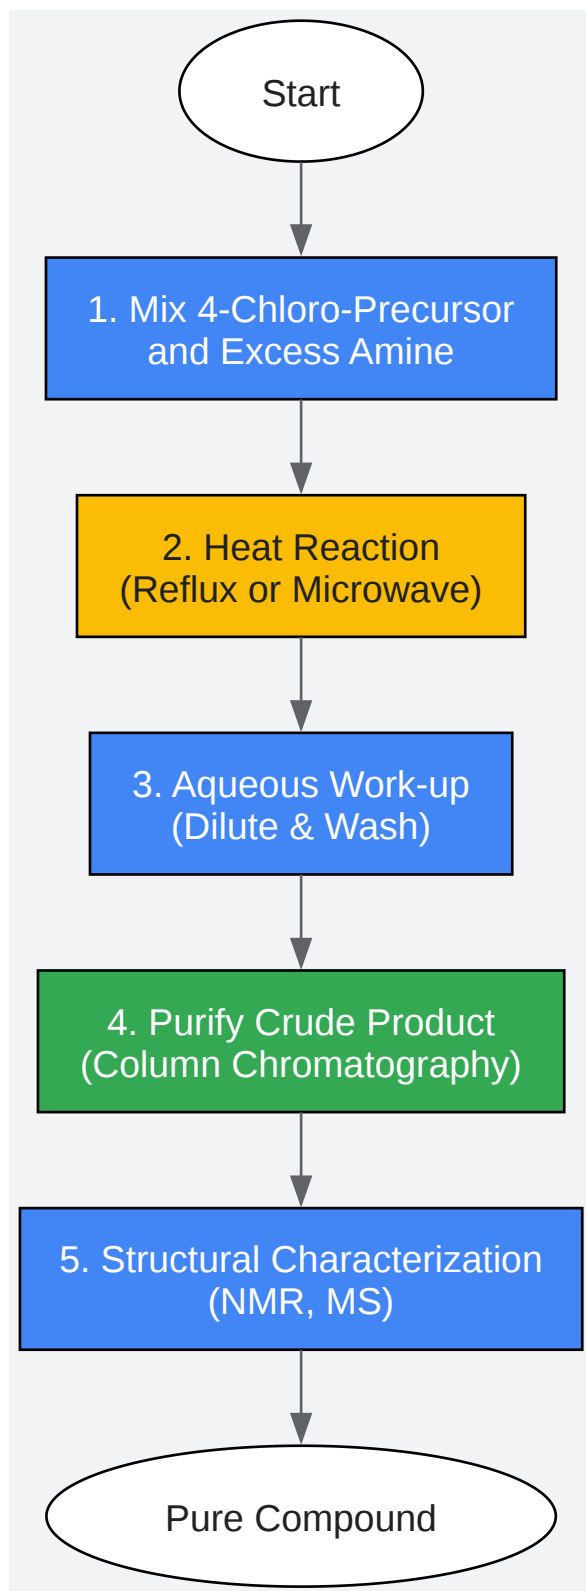 Start
1. Mix 4-Chloro-Precursor
and Excess Amine
2. Heat Reaction
(Reflux or Microwave)
3. Aqueous Work-up
(Dilute & Wash)
4. Purify Crude Product
(Column Chromatography)
5. Structural Characterization
(NMR, MS)
Pure Compound